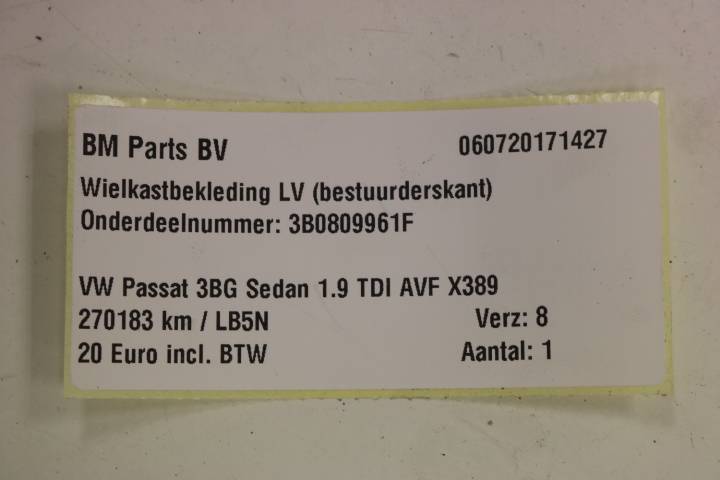 BM Parts BV 060720171427
Wielkastbekleding LV (bestuurderskant)
Onderdeelnummer: 3B0809961F
VW Passat 3BG Sedan 1.9 TDI AVF X389
270183 km / LB5N Verz: 8
20 Euro incl. BTW Aantal: 1